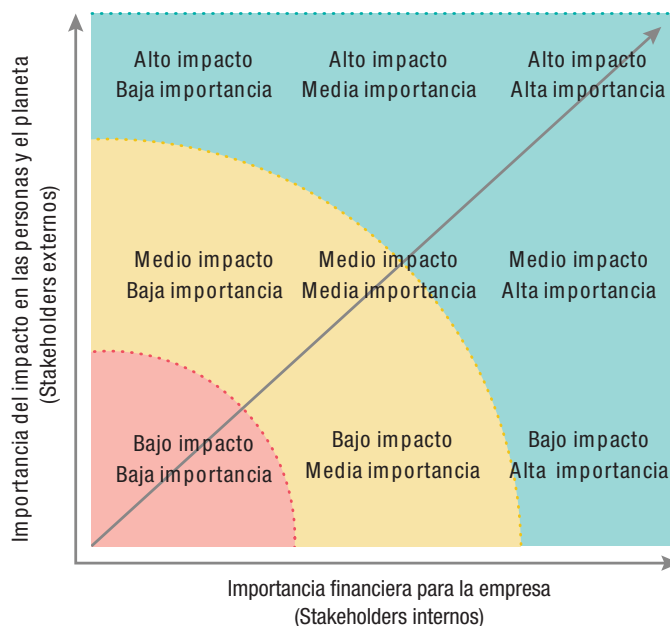 Importancia del impacto en las personas y el planeta
(Stakeholders externos)
Alto impacto
Baja importancia
Alto impacto
Media importancia
Alto impacto
Alta importancia
Medio impacto
Baja importancia
Medio impacto
Media importancia
Medio impacto
Alta importancia
Bajo impacto
Baja importancia
Bajo impacto
Media importancia
Bajo impacto
Alta importancia
Importancia financiera para la empresa
(Stakeholders internos)